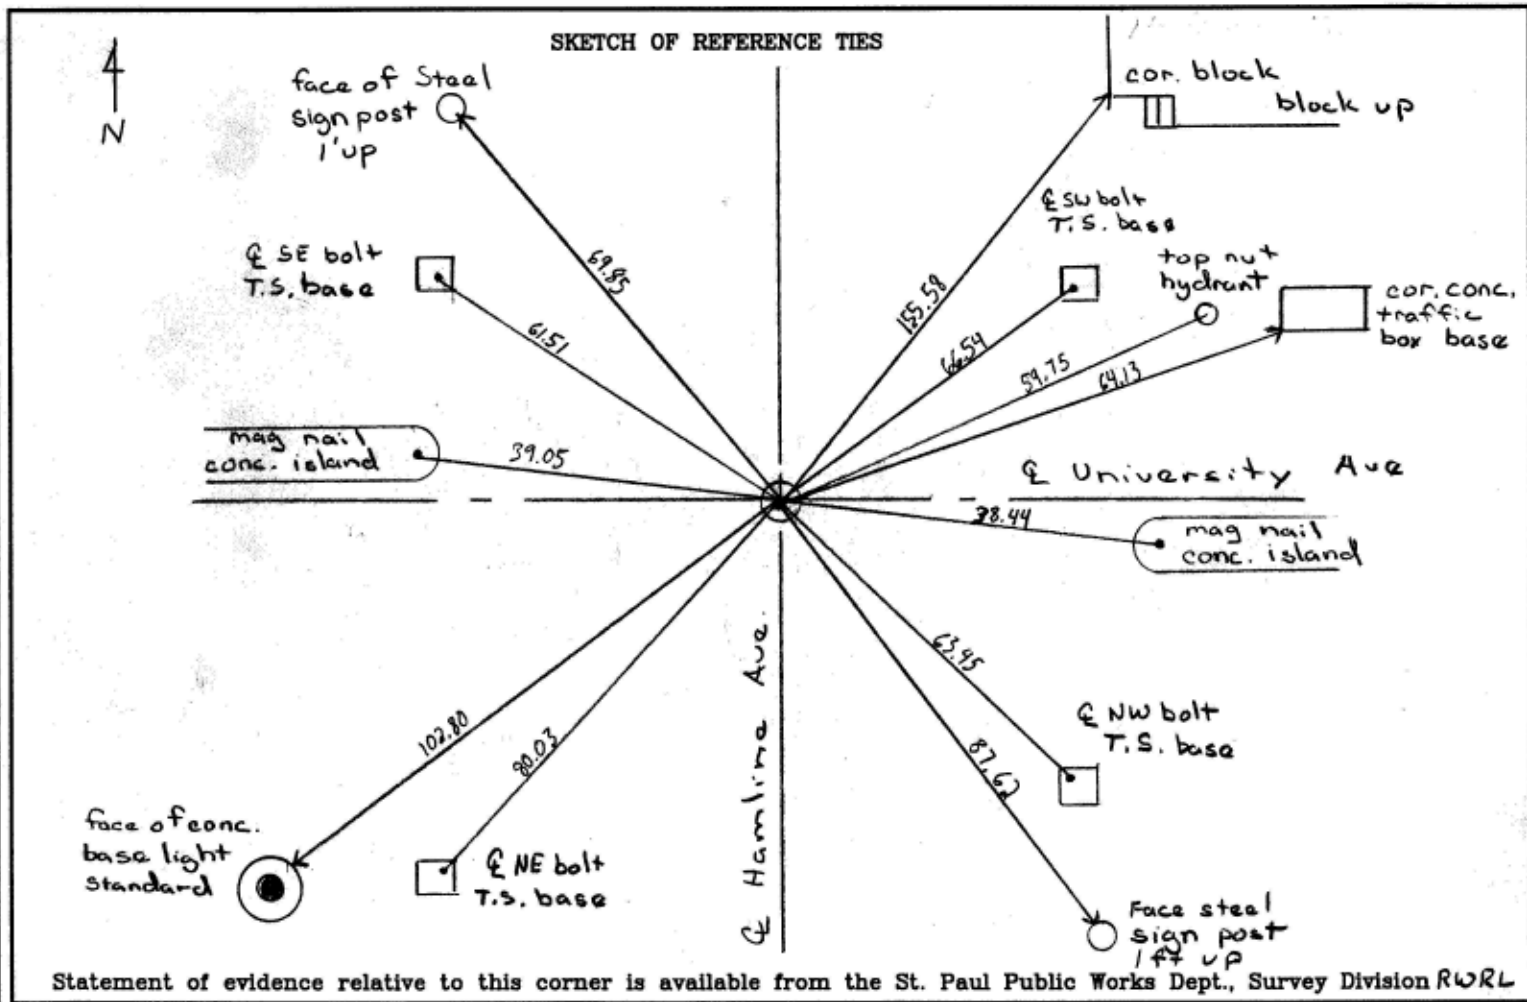 SKETCH OF REFERENCE TIES
N
face of Steel
sign post
1' up
69.85
cor. block
block up
155.58
℄ SW bolt
T.S. base
66.54
℄ SE bolt
T.S. base
61.51
top nut
hydrant
59.75
cor. conc.
traffic
box base
64.13
mag nail
conc. island
39.05
℄ University Ave
38.44
mag nail
conc. island
℄ Hamline Ave.
63.95
℄ NW bolt
T.S. base
87.62
Face steel
sign post
1 ft up
102.80
face of conc.
base light
standard
80.03
℄ NE bolt
T.S. base
Statement of evidence relative to this corner is available from the St. Paul Public Works Dept., Survey Division RWRL